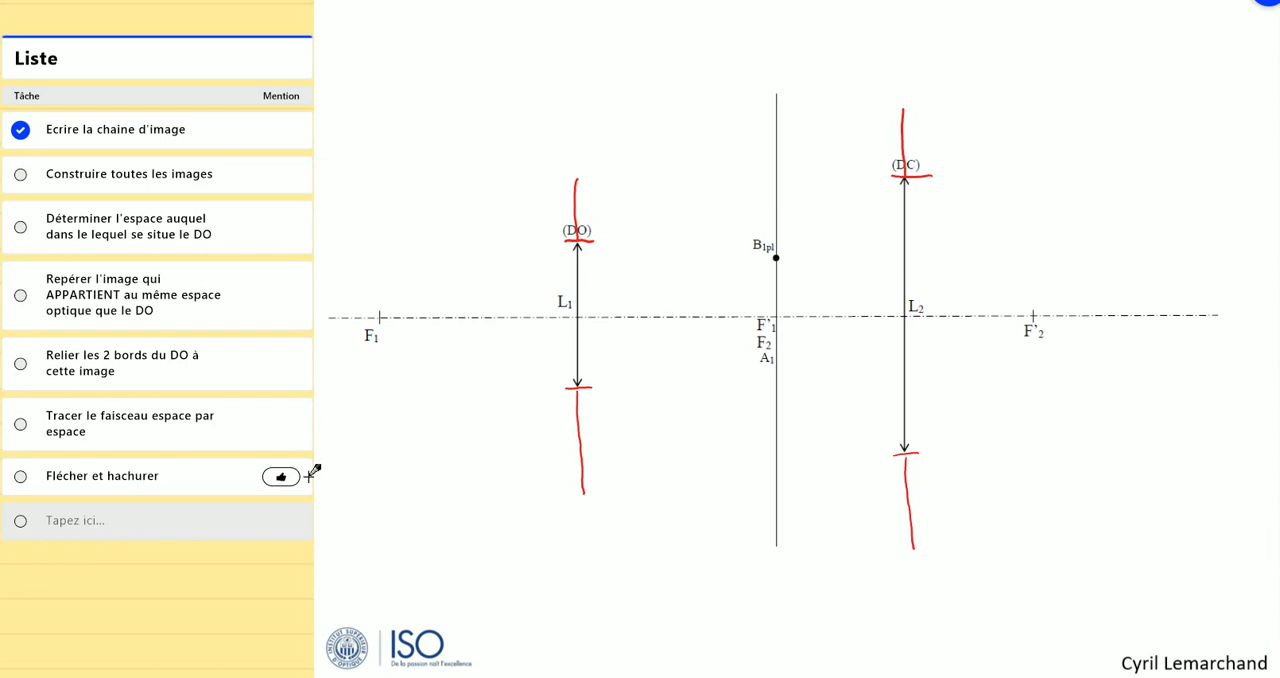 Liste
Tâche Mention
Ecrire la chaine d'image
Construire toutes les images
Déterminer l'espace auquel
dans le lequel se situe le DO
Repérer l'image qui
APPARTIENT au même espace
optique que le DO
Relier les 2 bords du DO à
cette image
Tracer le faisceau espace par
espace
Flécher et hachurer
Tapez ici...
(DC)
(DO)
B1pl
L1
L2
F1
F'1
F2
A1
F'2
INSTITUT SUPÉRIEUR D'OPTIQUE
ISO
De la passion naît l'excellence
Cyril Lemarchand